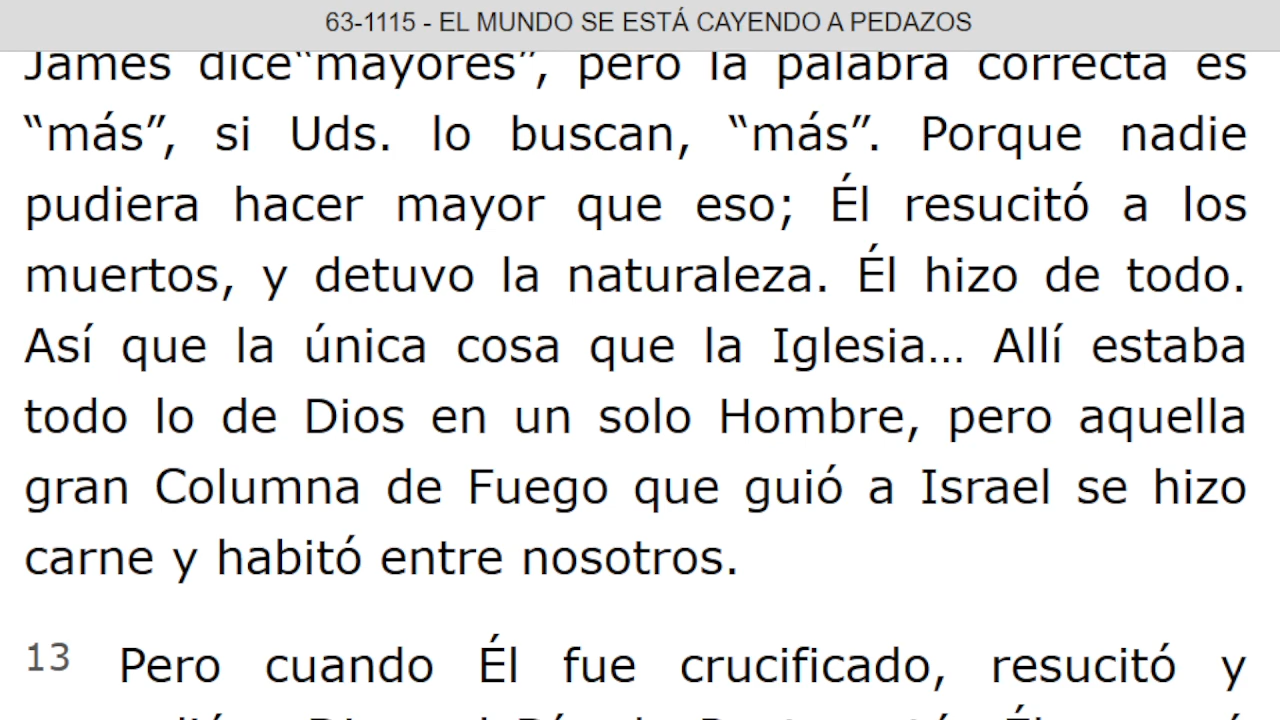 63-1115 - EL MUNDO SE ESTÁ CAYENDO A PEDAZOS
James dice“mayores”, pero la palabra correcta es
“más”, si Uds. lo buscan, “más”. Porque nadie
pudiera hacer mayor que eso; Él resucitó a los
muertos, y detuvo la naturaleza. Él hizo de todo.
Así que la única cosa que la Iglesia… Allí estaba
todo lo de Dios en un solo Hombre, pero aquella
gran Columna de Fuego que guió a Israel se hizo
carne y habitó entre nosotros.
13 Pero cuando Él fue crucificado, resucitó y